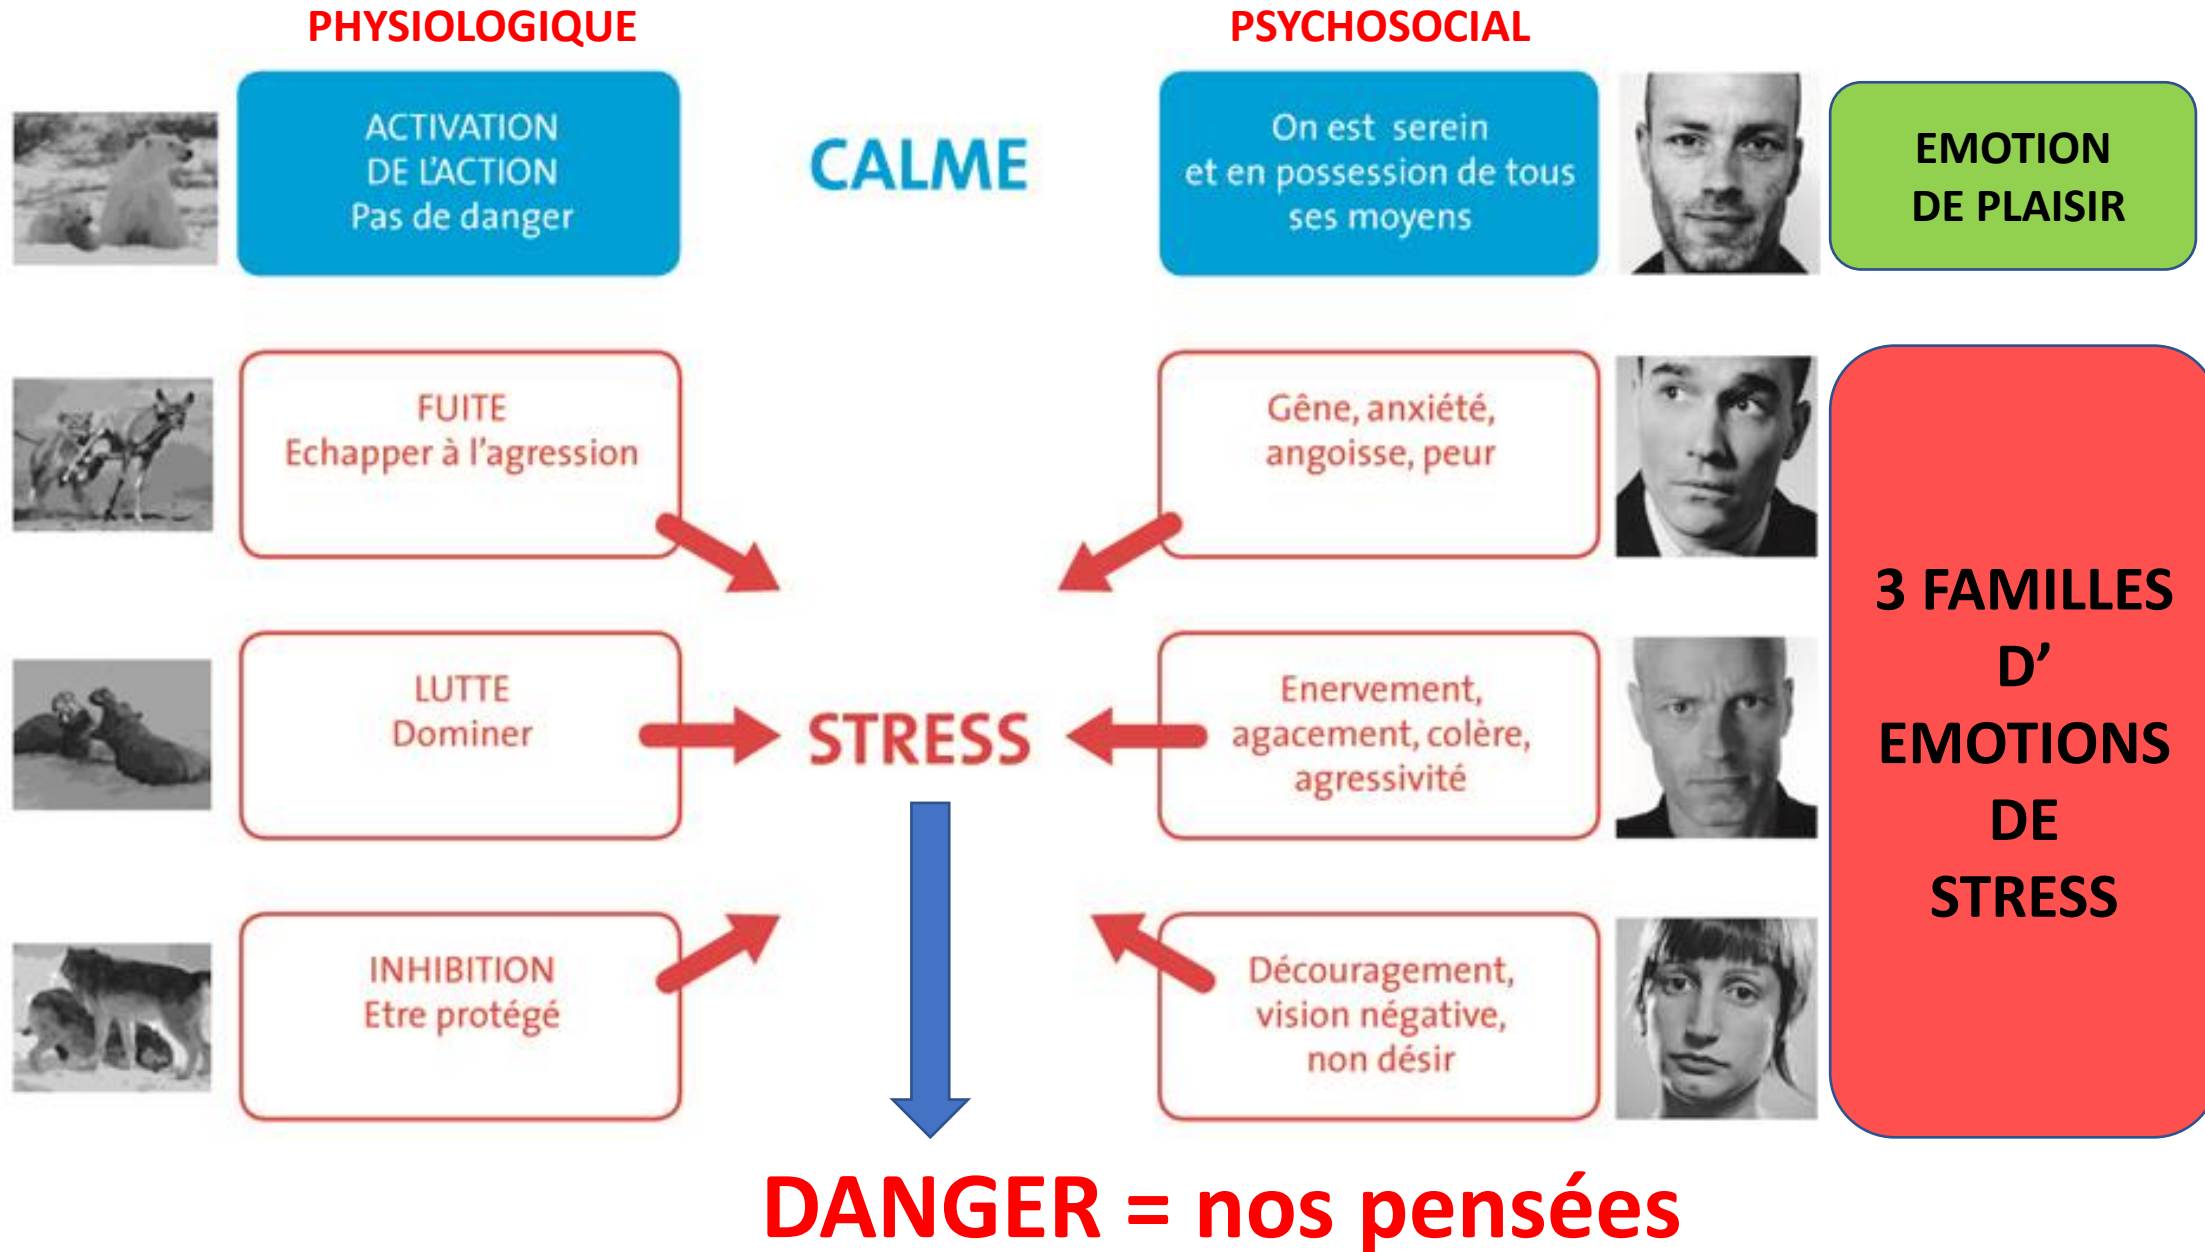 PHYSIOLOGIQUE
PSYCHOSOCIAL
ACTIVATION
DE L'ACTION
Pas de danger
CALME
On est serein
et en possession de tous
ses moyens
EMOTION
DE PLAISIR
FUITE
Echapper à l'agression
Gêne, anxiété,
angoisse, peur
LUTTE
Dominer
STRESS
Enervement,
agacement, colère,
agressivité
INHIBITION
Etre protégé
Découragement,
vision négative,
non désir
3 FAMILLES
D'
EMOTIONS
DE
STRESS
DANGER = nos pensées